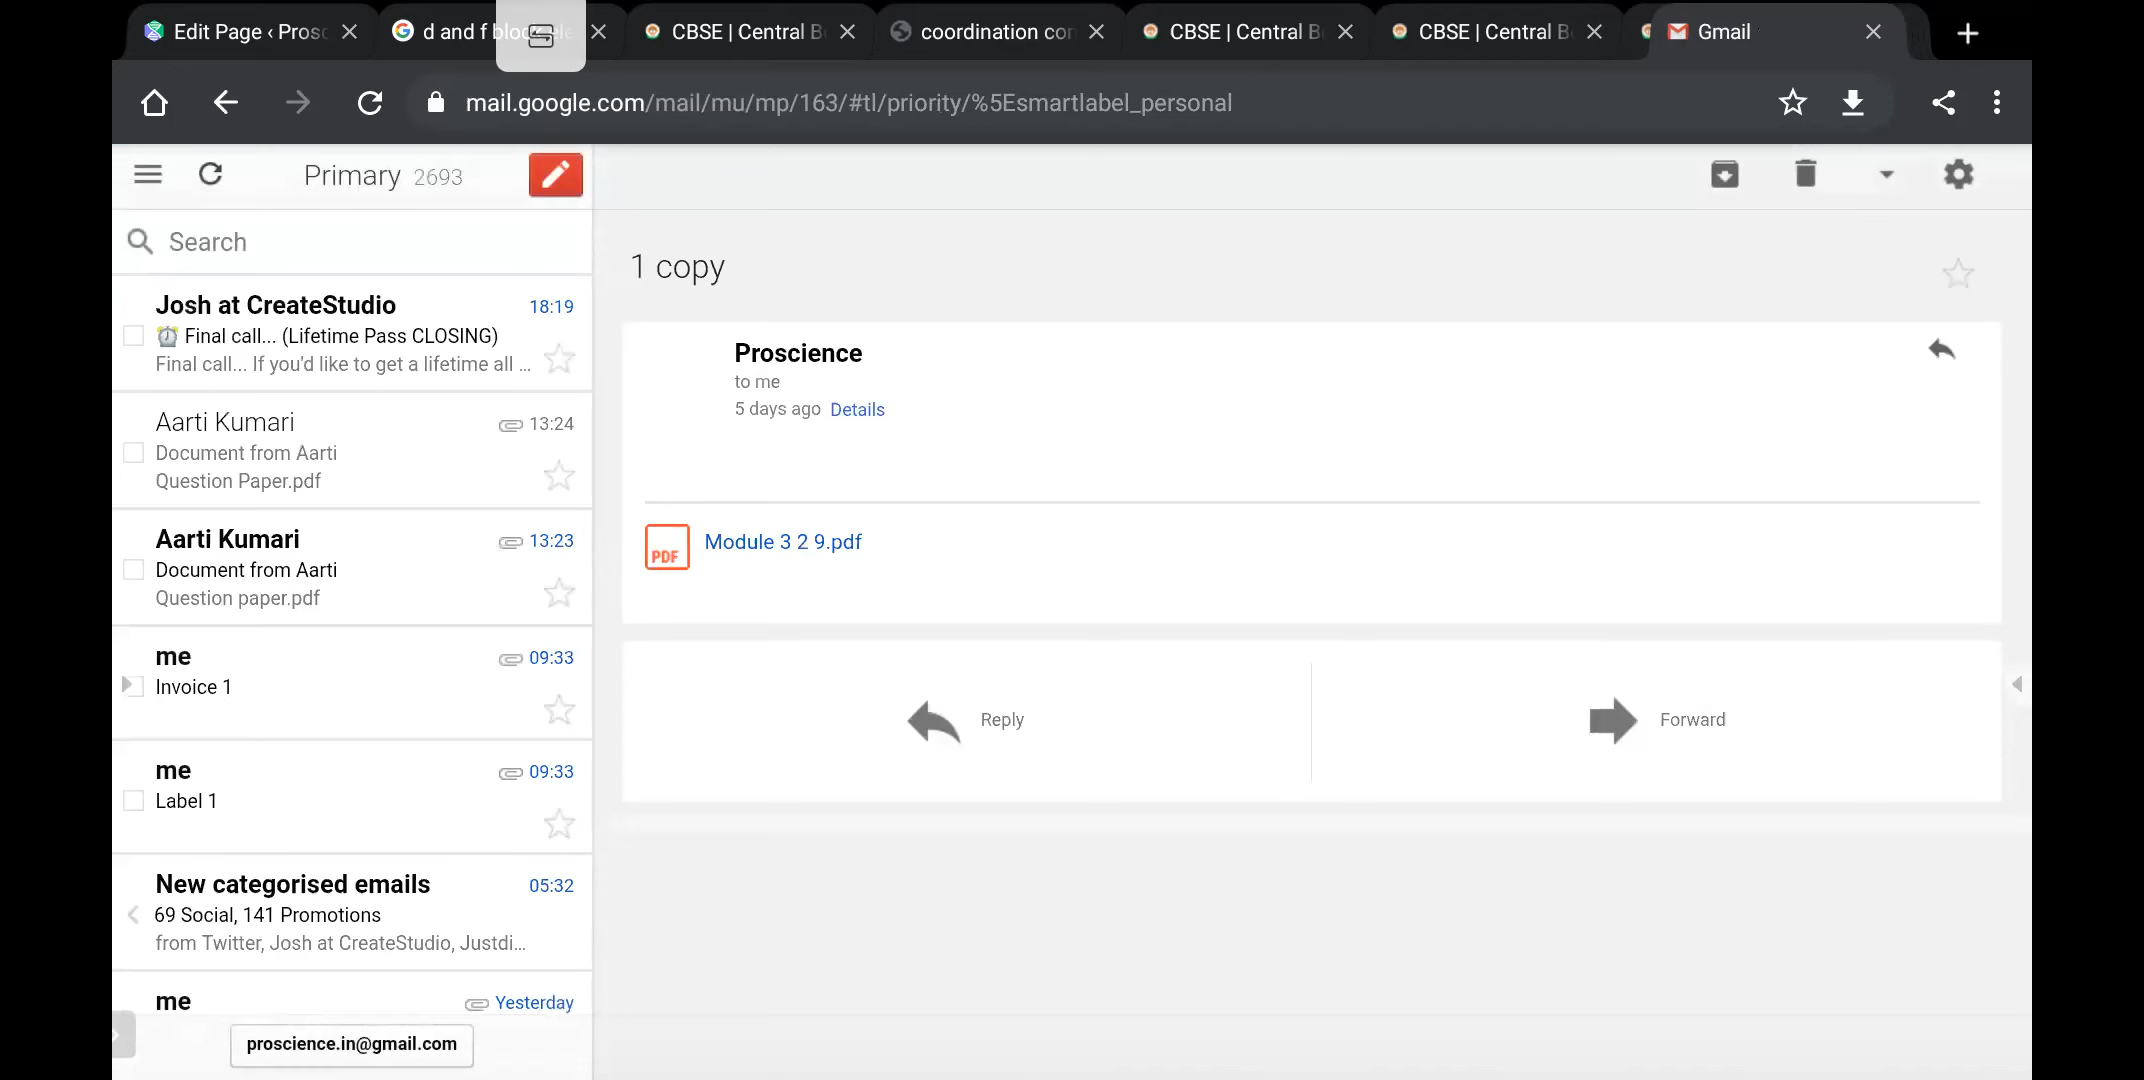 Edit Page ‹ Prosc
d and f block ele
CBSE | Central B
coordination con
CBSE | Central B
CBSE | Central B
Gmail
mail.google.com/mail/mu/mp/163/#tl/priority/%5Esmartlabel_personal
Primary 2693
Search
Josh at CreateStudio 18:19
⏰ Final call... (Lifetime Pass CLOSING)
Final call... If you'd like to get a lifetime all ...
Aarti Kumari 13:24
Document from Aarti
Question Paper.pdf
Aarti Kumari 13:23
Document from Aarti
Question paper.pdf
me 09:33
Invoice 1
me 09:33
Label 1
New categorised emails 05:32
69 Social, 141 Promotions
from Twitter, Josh at CreateStudio, Justdi...
me Yesterday
proscience.in@gmail.com
1 copy
Proscience
to me
5 days ago Details
PDF Module 3 2 9.pdf
Reply
Forward